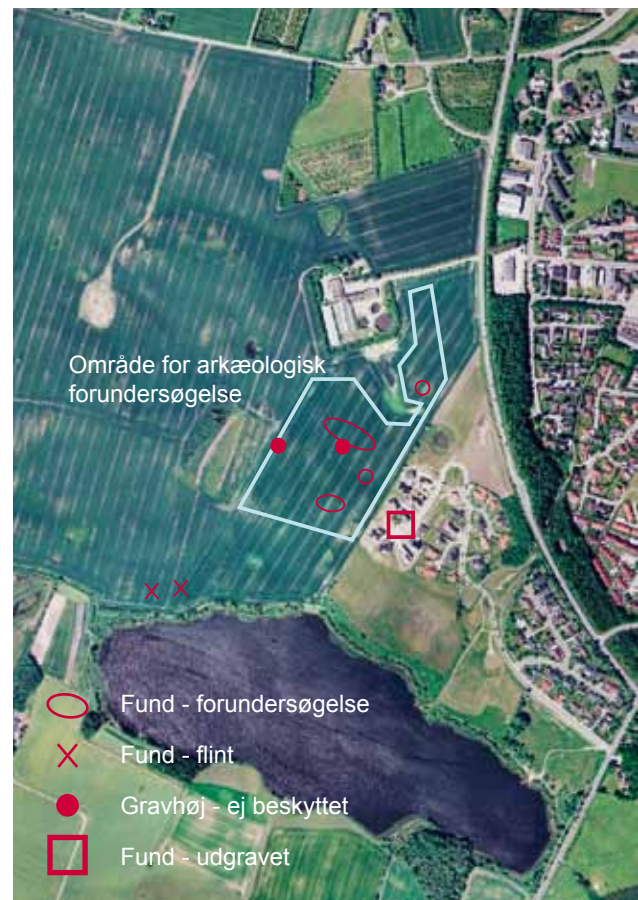 Område for arkæologisk
forundersøgelse
Fund - forundersøgelse
Fund - flint
Gravhøj - ej beskyttet
Fund - udgravet